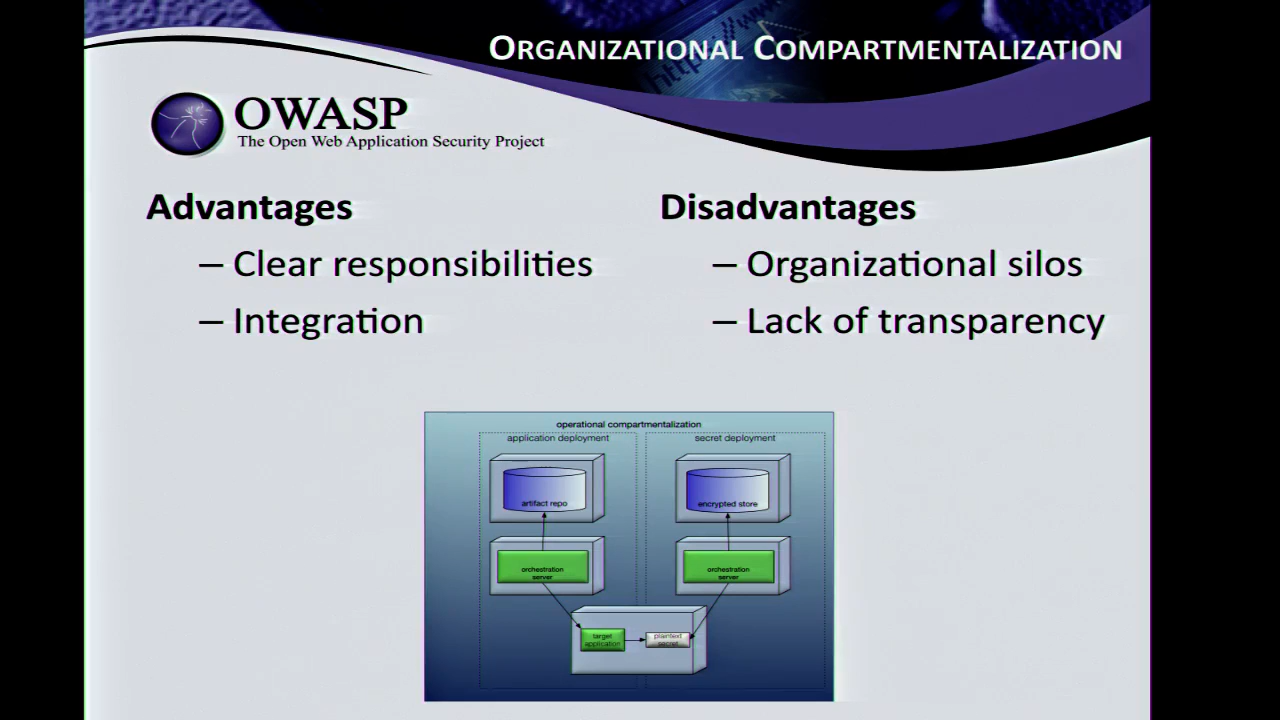 ORGANIZATIONAL COMPARTMENTALIZATION
OWASP
The Open Web Application Security Project
Advantages
– Clear responsibilities
– Integration
Disadvantages
– Organizational silos
– Lack of transparency
operational compartmentalization
application deployment
secret deployment
artifact repo
encrypted store
orchestration
server
orchestration
server
target
application
plaintext
secret
http://w